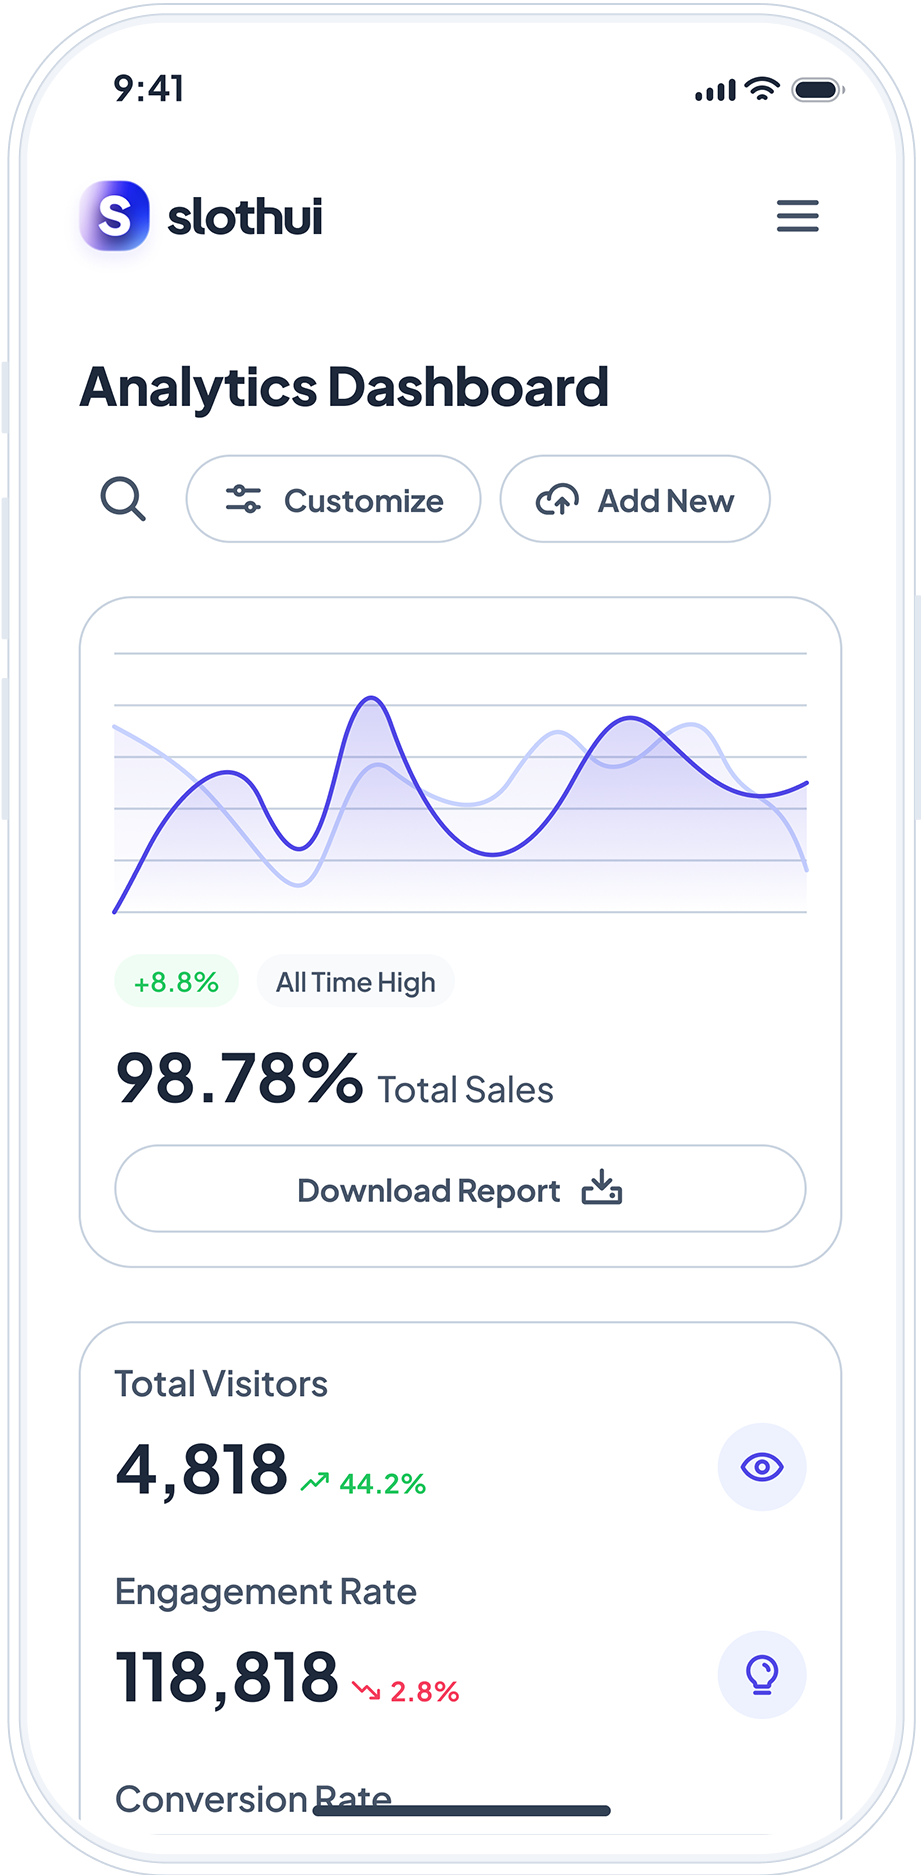 9:41
S slothui
Analytics Dashboard
Customize Add New
+8.8% All Time High
98.78% Total Sales
Download Report
Total Visitors
4,818 44.2%
Engagement Rate
118,818 2.8%
Conversion Rate